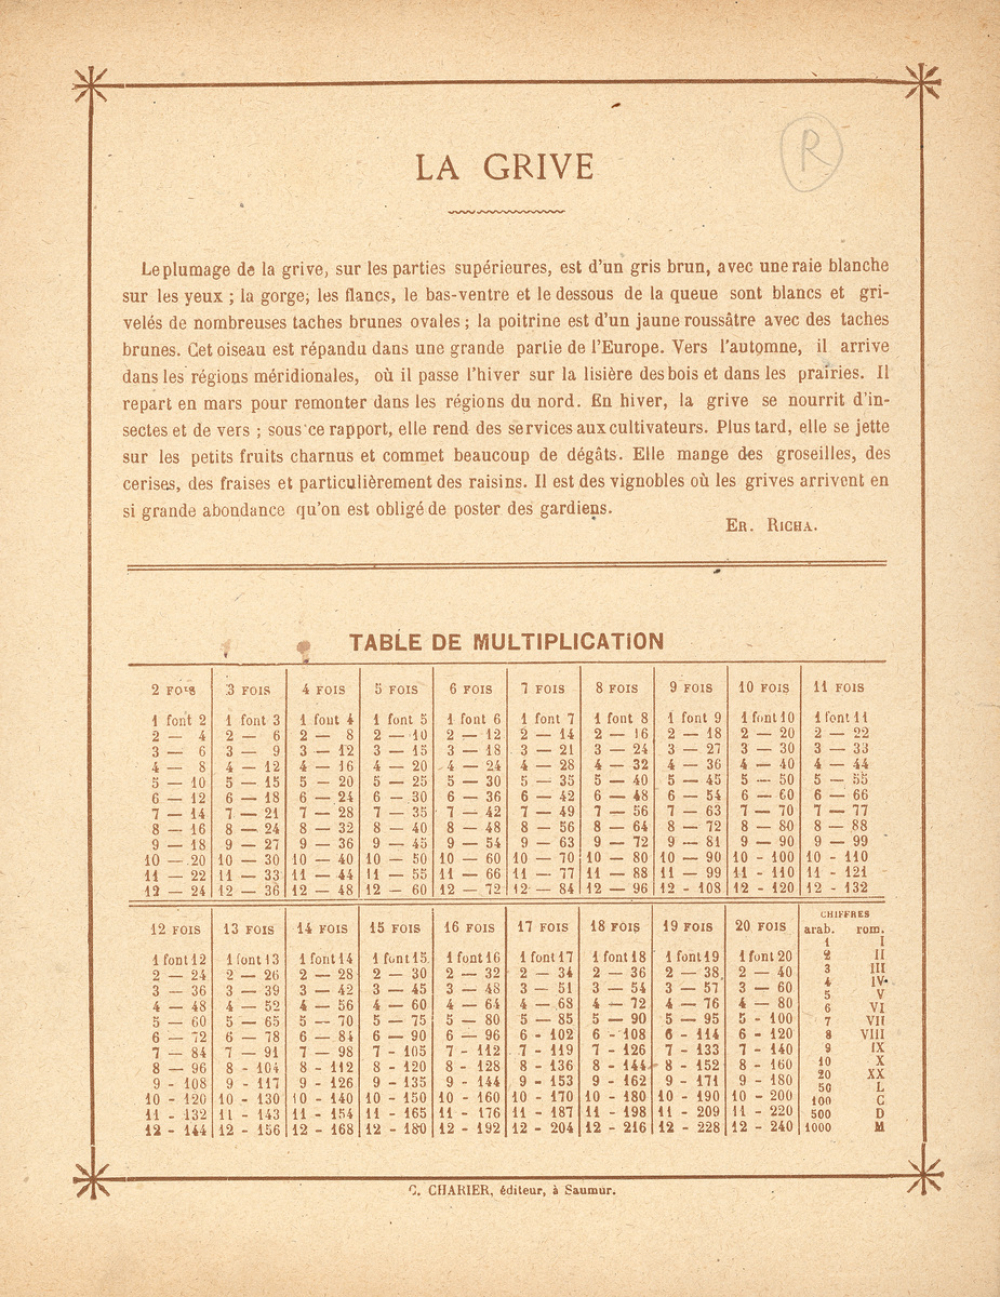 R
LA GRIVE
Le plumage de la grive, sur les parties supérieures, est d'un gris brun, avec une raie blanche
sur les yeux ; la gorge, les flancs, le bas-ventre et le dessous de la queue sont blancs et gri-
velés de nombreuses taches brunes ovales ; la poitrine est d'un jaune roussâtre avec des taches
brunes. Cet oiseau est répandu dans une grande partie de l'Europe. Vers l'automne, il arrive
dans les régions méridionales, où il passe l'hiver sur la lisière des bois et dans les prairies. Il
repart en mars pour remonter dans les régions du nord. En hiver, la grive se nourrit d'in-
sectes et de vers ; sous ce rapport, elle rend des services aux cultivateurs. Plus tard, elle se jette
sur les petits fruits charnus et commet beaucoup de dégâts. Elle mange des groseilles, des
cerises, des fraises et particulièrement des raisins. Il est des vignobles où les grives arrivent en
si grande abondance qu'on est obligé de poster des gardiens.
ER. RICHA.
TABLE DE MULTIPLICATION
2 FOIS 3 FOIS 4 FOIS 5 FOIS 6 FOIS 7 FOIS 8 FOIS 9 FOIS 10 FOIS 11 FOIS
1 font 2 1 font 3 1 font 4 1 font 5 1 font 6 1 font 7 1 font 8 1 font 9 1 font 10 1 font 11
2 — 4 2 — 6 2 — 8 2 — 10 2 — 12 2 — 14 2 — 16 2 — 18 2 — 20 2 — 22
3 — 6 3 — 9 3 — 12 3 — 15 3 — 18 3 — 21 3 — 24 3 — 27 3 — 30 3 — 33
4 — 8 4 — 12 4 — 16 4 — 20 4 — 24 4 — 28 4 — 32 4 — 36 4 — 40 4 — 44
5 — 10 5 — 15 5 — 20 5 — 25 5 — 30 5 — 35 5 — 40 5 — 45 5 — 50 5 — 55
6 — 12 6 — 18 6 — 24 6 — 30 6 — 36 6 — 42 6 — 48 6 — 54 6 — 60 6 — 66
7 — 14 7 — 21 7 — 28 7 — 35 7 — 42 7 — 49 7 — 56 7 — 63 7 — 70 7 — 77
8 — 16 8 — 24 8 — 32 8 — 40 8 — 48 8 — 56 8 — 64 8 — 72 8 — 80 8 — 88
9 — 18 9 — 27 9 — 36 9 — 45 9 — 54 9 — 63 9 — 72 9 — 81 9 — 90 9 — 99
10 — 20 10 — 30 10 — 40 10 — 50 10 — 60 10 — 70 10 — 80 10 — 90 10 - 100 10 - 110
11 — 22 11 — 33 11 — 44 11 — 55 11 — 66 11 — 77 11 — 88 11 — 99 11 - 110 11 - 121
12 — 24 12 — 36 12 — 48 12 — 60 12 — 72 12 — 84 12 — 96 12 - 108 12 - 120 12 - 132
12 FOIS 13 FOIS 14 FOIS 15 FOIS 16 FOIS 17 FOIS 18 FOIS 19 FOIS 20 FOIS CHIFFRES
arab. rom.
1 font 12 1 font 13 1 font 14 1 font 15 1 font 16 1 font 17 1 font 18 1 font 19 1 font 20 1 I
2 — 24 2 — 26 2 — 28 2 — 30 2 — 32 2 — 34 2 — 36 2 — 38 2 — 40 2 II
3 — 36 3 — 39 3 — 42 3 — 45 3 — 48 3 — 51 3 — 54 3 — 57 3 — 60 3 III
4 — 48 4 — 52 4 — 56 4 — 60 4 — 64 4 — 68 4 — 72 4 — 76 4 — 80 4 IV
5 — 60 5 — 65 5 — 70 5 — 75 5 — 80 5 — 85 5 — 90 5 — 95 5 - 100 5 V
6 — 72 6 — 78 6 — 84 6 — 90 6 — 96 6 - 102 6 - 108 6 - 114 6 - 120 6 VI
7 — 84 7 — 91 7 — 98 7 - 105 7 - 112 7 - 119 7 - 126 7 - 133 7 - 140 7 VII
8 — 96 8 - 104 8 - 112 8 - 120 8 - 128 8 - 136 8 - 144 8 - 152 8 - 160 8 VIII
9 - 108 9 - 117 9 - 126 9 - 135 9 - 144 9 - 153 9 - 162 9 - 171 9 - 180 9 IX
10 - 120 10 - 130 10 - 140 10 - 150 10 - 160 10 - 170 10 - 180 10 - 190 10 - 200 10 X
11 - 132 11 - 143 11 - 154 11 - 165 11 - 176 11 - 187 11 - 198 11 - 209 11 - 220 20 XX
12 - 144 12 - 156 12 - 168 12 - 180 12 - 192 12 - 204 12 - 216 12 - 228 12 - 240 50 L
100 C
500 D
1000 M
C. CHARIER, éditeur, à Saumur.